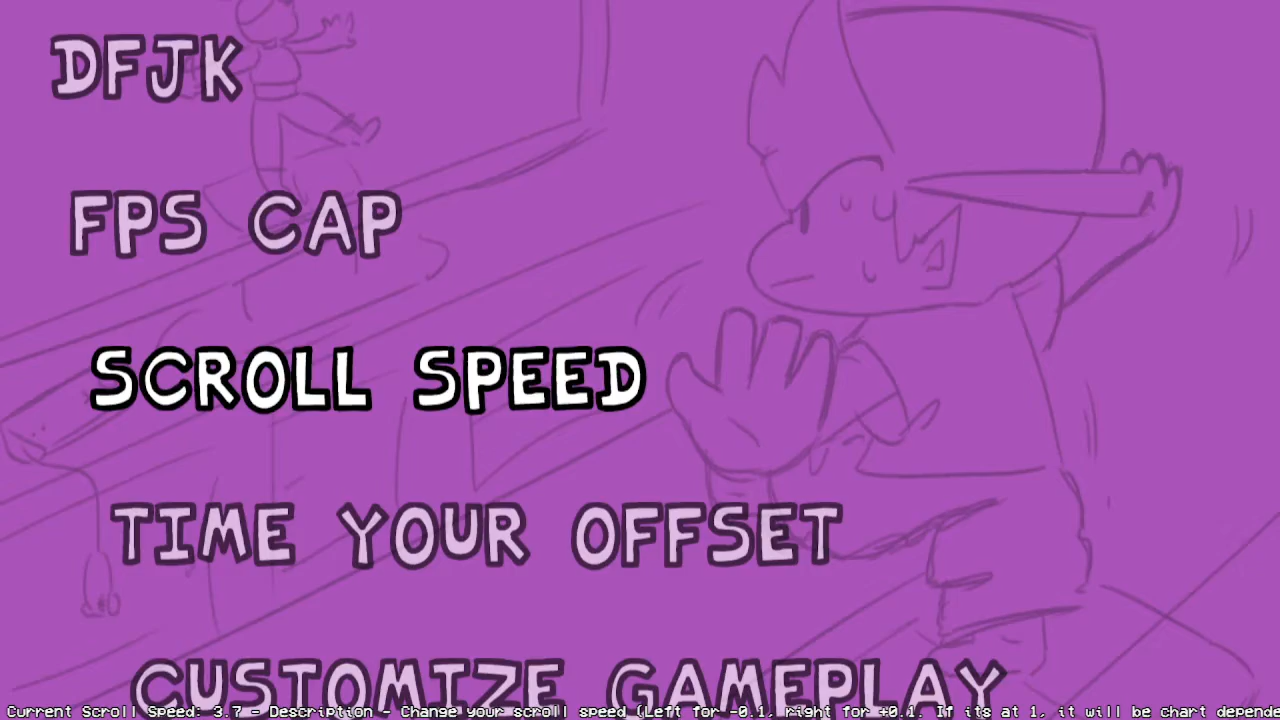 DFJK
FPS CAP
SCROLL SPEED
TIME YOUR OFFSET
CUSTOMIZE GAMEPLAY
Current Scroll Speed: 3.7 - Description - Change your scroll speed (Left for -0.1, right for +0.1. If its at 1, it will be chart depend